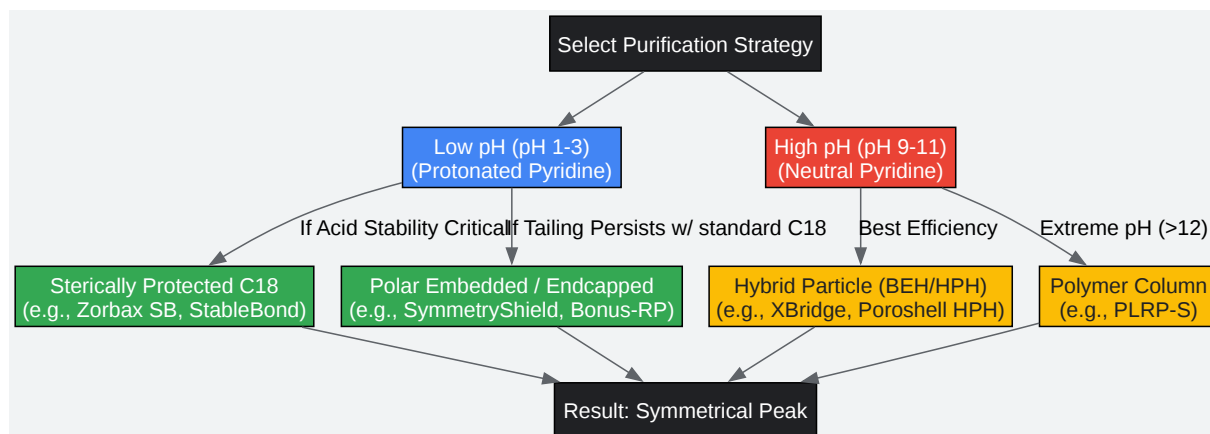 Select Purification Strategy
Low pH (pH 1-3)
(Protonated Pyridine)
High pH (pH 9-11)
(Neutral Pyridine)
If Acid Stability Critical
If Tailing Persists w/ standard C18
Best Efficiency
Extreme pH (>12)
Sterically Protected C18
(e.g., Zorbax SB, StableBond)
Polar Embedded / Endcapped
(e.g., SymmetryShield, Bonus-RP)
Hybrid Particle (BEH/HPH)
(e.g., XBridge, Poroshell HPH)
Polymer Column
(e.g., PLRP-S)
Result: Symmetrical Peak